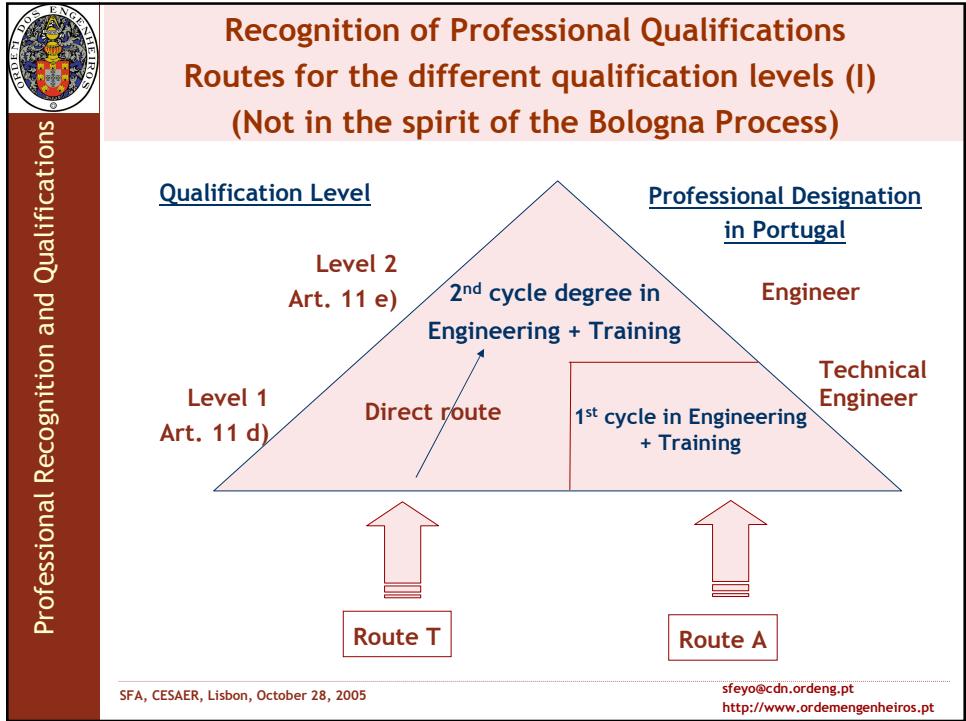 ORDEM DOS ENGENHEIROS
Professional Recognition and Qualifications
Recognition of Professional Qualifications
Routes for the different qualification levels (I)
(Not in the spirit of the Bologna Process)
Qualification Level
Professional Designation
in Portugal
Level 2
Art. 11 e)
2nd cycle degree in
Engineering + Training
Engineer
Level 1
Art. 11 d)
Direct route
1st cycle in Engineering
+ Training
Technical
Engineer
Route T
Route A
SFA, CESAER, Lisbon, October 28, 2005
sfeyo@cdn.ordeng.pt
http://www.ordemengenheiros.pt